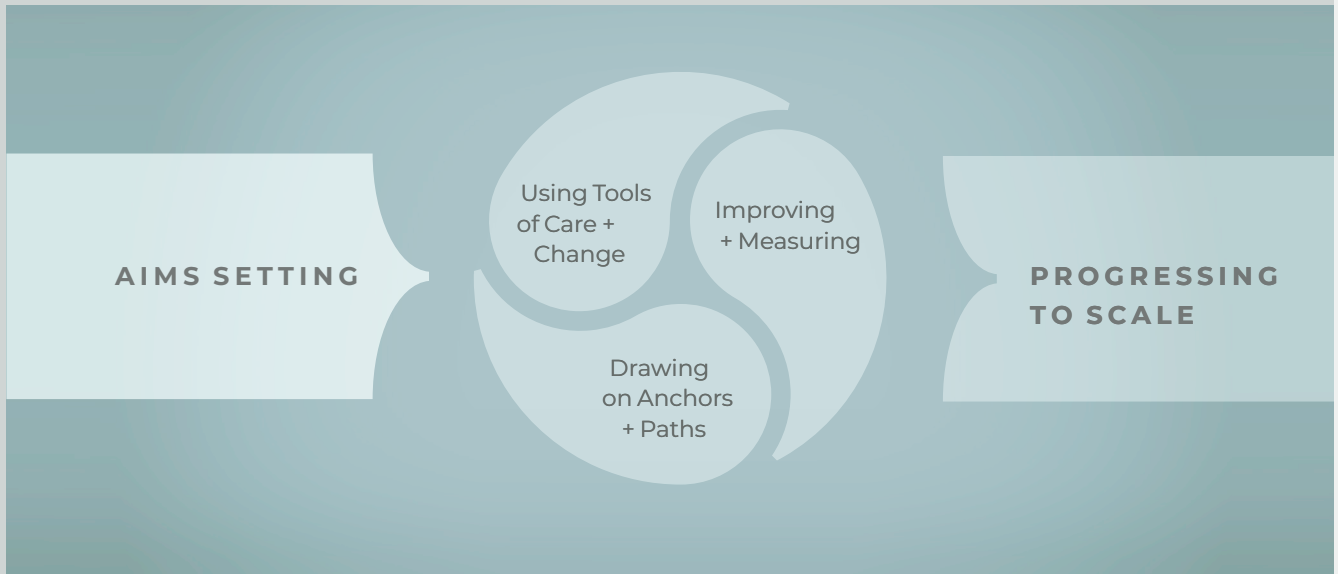 AIMS SETTING
Using Tools
of Care +
Change
Improving
+ Measuring
Drawing
on Anchors
+ Paths
PROGRESSING
TO SCALE